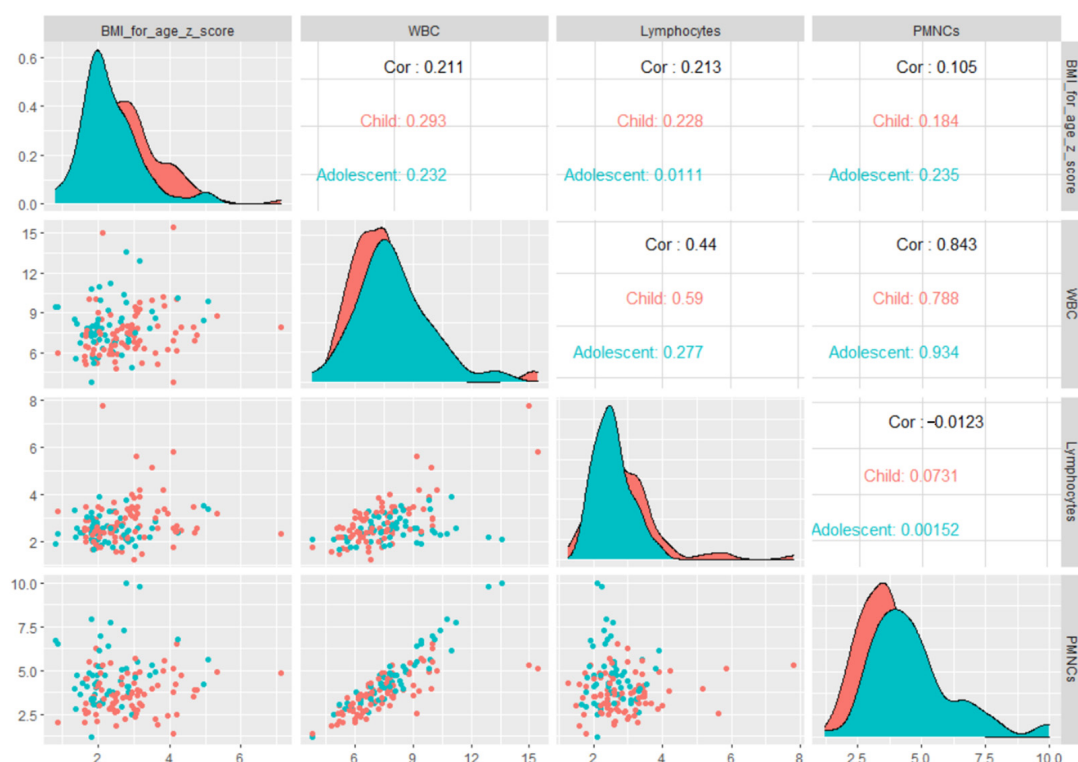 BMI_for_age_z_score
WBC
Lymphocytes
PMNCs
0.6
0.4
0.2
0.0
Cor : 0.211
Child: 0.293
Adolescent: 0.232
Cor : 0.213
Child: 0.228
Adolescent: 0.0111
Cor : 0.105
Child: 0.184
Adolescent: 0.235
BMI_for_age_z_score
15
12
9
6
Cor : 0.44
Child: 0.59
Adolescent: 0.277
Cor : 0.843
Child: 0.788
Adolescent: 0.934
WBC
8
6
4
2
Cor : −0.0123
Child: 0.0731
Adolescent: 0.00152
Lymphocytes
10.0
7.5
5.0
2.5
PMNCs
2 4 6
6 9 12 15
2 4 6 8
2.5 5.0 7.5 10.0